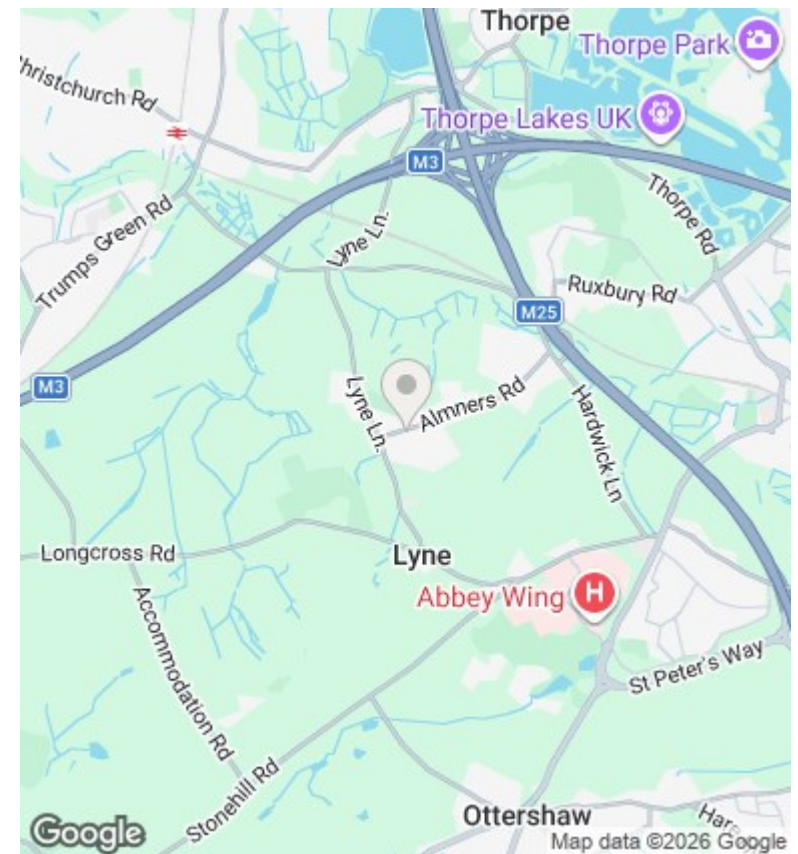 Thorpe
Thorpe Park
Christchurch Rd
Thorpe Lakes UK
M3
Thorpe Rd
Trumps Green Rd
Lyne Ln.
Ruxbury Rd
M25
M3
Lyne Ln.
Almners Rd
Hardwick Ln
Longcross Rd
Lyne
Abbey Wing
H
Accommodation Rd
St Peter's Way
Stonehill Rd
Ottershaw
Google
Map data ©2026 Google